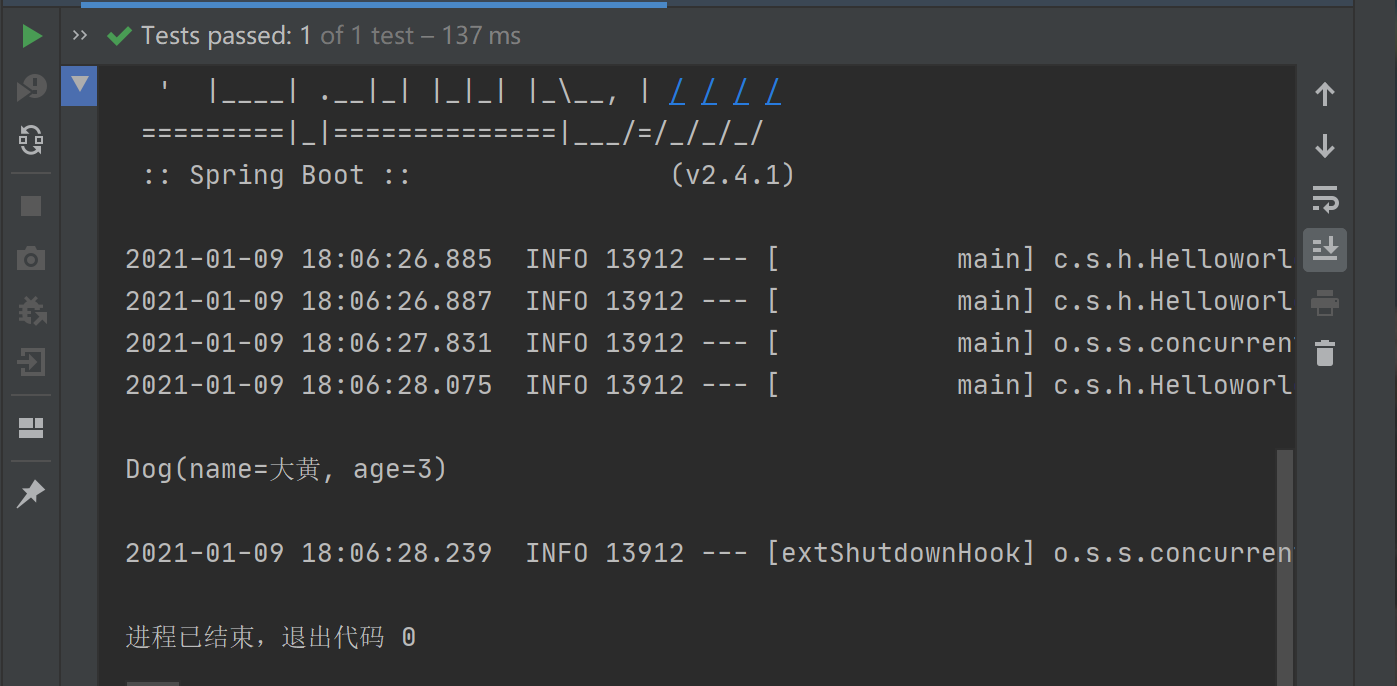 Tests passed: 1 of 1 test – 137 ms
'  |____| .__|_| |_|_| |_\__, | / / / /
=========|_|==============|___/=/_/_/_/
:: Spring Boot ::                (v2.4.1)
2021-01-09 18:06:26.885  INFO 13912 --- [           main] c.s.h.Helloworl
2021-01-09 18:06:26.887  INFO 13912 --- [           main] c.s.h.Helloworl
2021-01-09 18:06:27.831  INFO 13912 --- [           main] o.s.s.concurren
2021-01-09 18:06:28.075  INFO 13912 --- [           main] c.s.h.Helloworl
Dog(name=大黄, age=3)
2021-01-09 18:06:28.239  INFO 13912 --- [extShutdownHook] o.s.s.concurren
进程已结束，退出代码 0